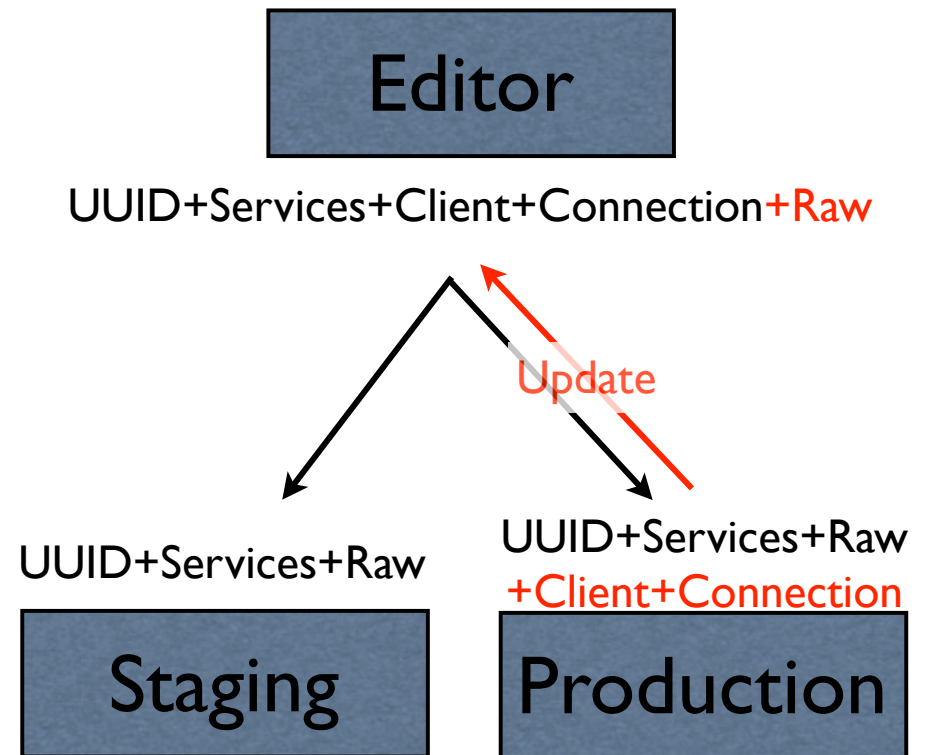 Editor
UUID+Services+Client+Connection+Raw
Update
UUID+Services+Raw
UUID+Services+Raw
+Client+Connection
Staging
Production